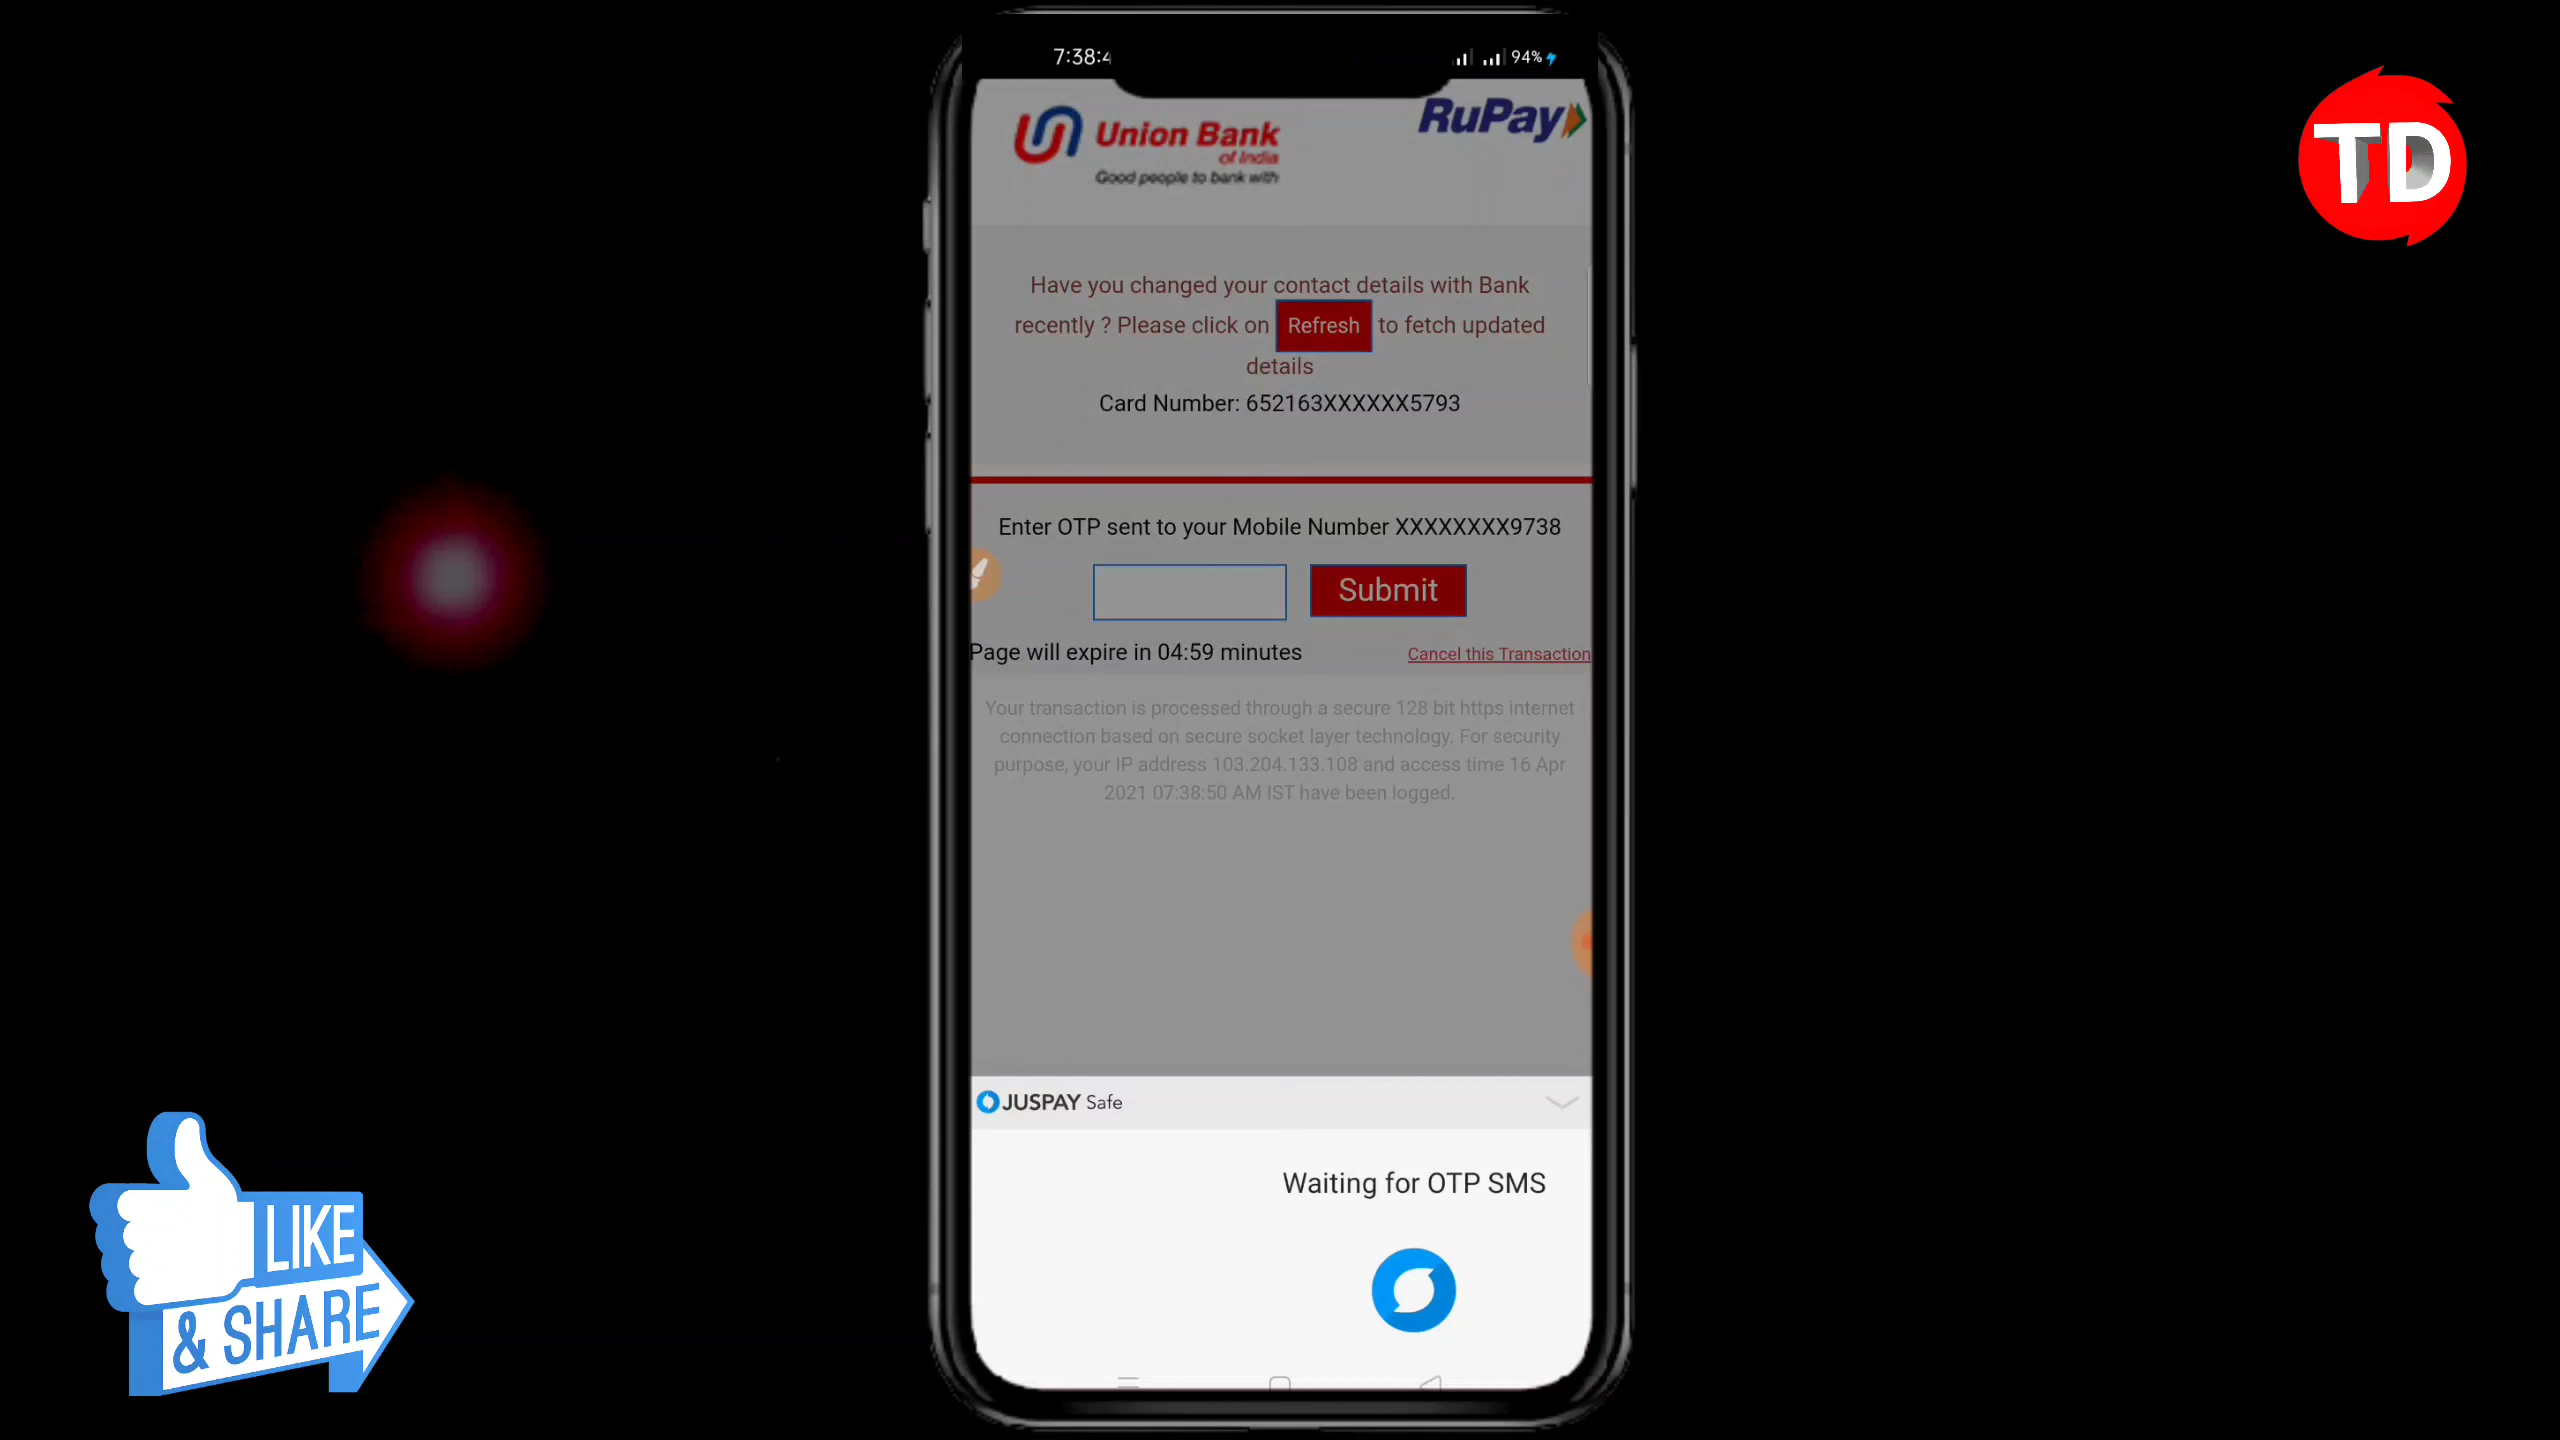 7:38:4
94%
Union Bank
of India
Good people to bank with
RuPay
TD
Have you changed your contact details with Bank
recently ? Please click on Refresh to fetch updated
details
Card Number: 652163XXXXXX5793
Enter OTP sent to your Mobile Number XXXXXXXX9738
Submit
Page will expire in 04:59 minutes
Cancel this Transaction
Your transaction is processed through a secure 128 bit https internet
connection based on secure socket layer technology. For security
purpose, your IP address 103.204.133.108 and access time 16 Apr
2021 07:38:50 AM IST have been logged.
JUSPAY Safe
Waiting for OTP SMS
LIKE
& SHARE